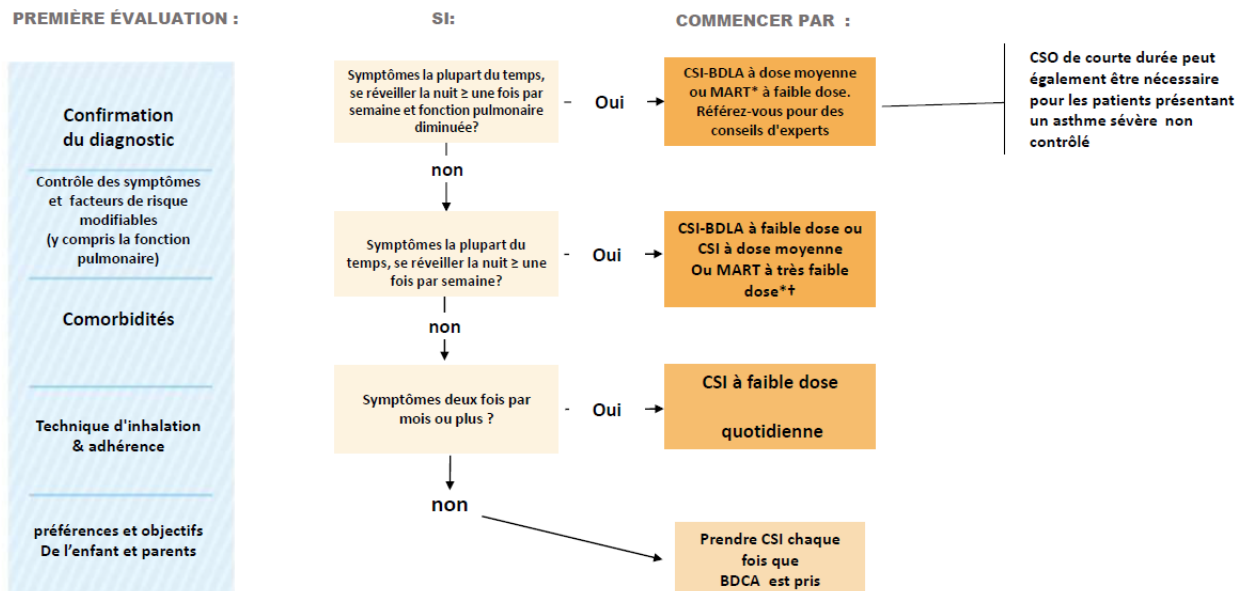 PREMIÈRE ÉVALUATION :
SI:
COMMENCER PAR :
Confirmation
du diagnostic
Contrôle des symptômes
et facteurs de risque
modifiables
(y compris la fonction
pulmonaire)
Comorbidités
Technique d'inhalation
& adhérence
préférences et objectifs
De l'enfant et parents
Symptômes la plupart du temps,
se réveiller la nuit ≥ une fois par
semaine et fonction pulmonaire
diminuée?
- Oui
CSI-BDLA à dose moyenne
ou MART* à faible dose.
Référez-vous pour des
conseils d'experts
CSO de courte durée peut
également être nécessaire
pour les patients présentant
un asthme sévère non
contrôlé
non
Symptômes la plupart du
temps, se réveiller la nuit ≥ une
fois par semaine?
- Oui
CSI-BDLA à faible dose ou
CSI à dose moyenne
Ou MART à très faible
dose*†
non
Symptômes deux fois par
mois ou plus ?
- Oui
CSI à faible dose
quotidienne
non
Prendre CSI chaque
fois que
BDCA est pris